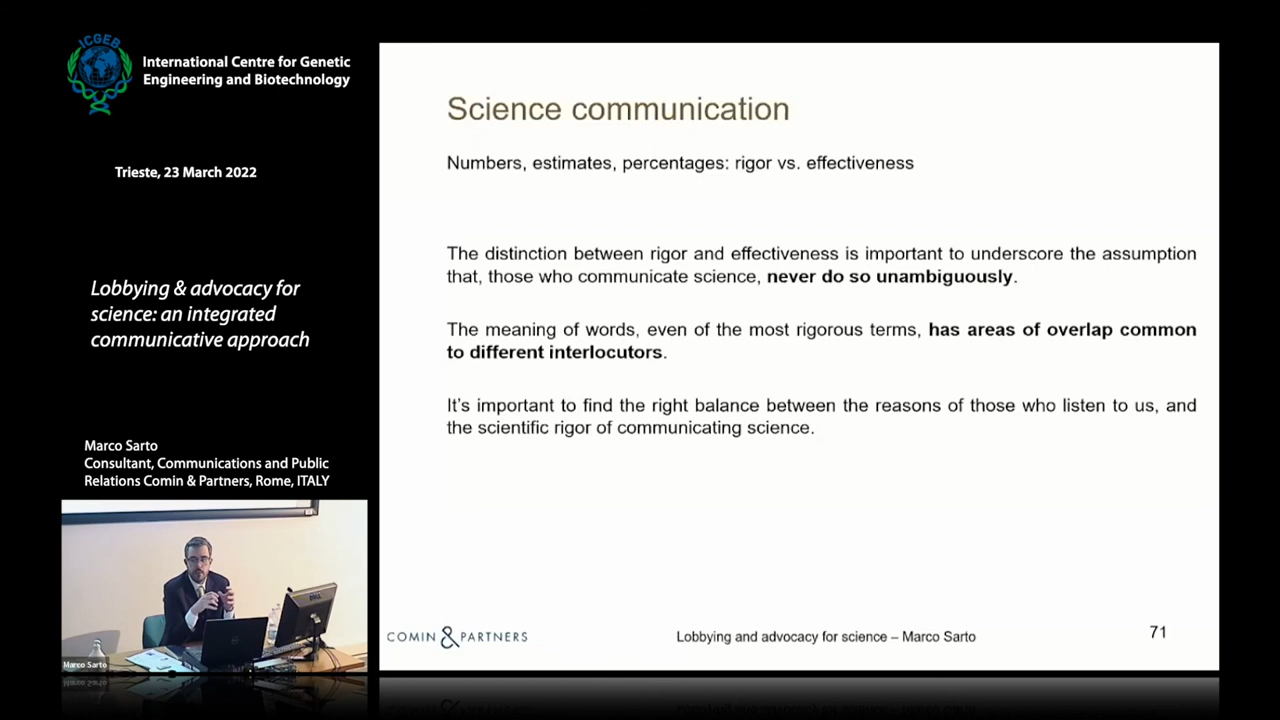 ICGEB
International Centre for Genetic
Engineering and Biotechnology
Trieste, 23 March 2022
Lobbying & advocacy for
science: an integrated
communicative approach
Marco Sarto
Consultant, Communications and Public
Relations Comin & Partners, Rome, ITALY
DELL
Marco Sarto
Science communication
Numbers, estimates, percentages: rigor vs. effectiveness
The distinction between rigor and effectiveness is important to underscore the assumption
that, those who communicate science, never do so unambiguously.
The meaning of words, even of the most rigorous terms, has areas of overlap common
to different interlocutors.
It's important to find the right balance between the reasons of those who listen to us, and
the scientific rigor of communicating science.
COMIN & PARTNERS
Lobbying and advocacy for science – Marco Sarto
71